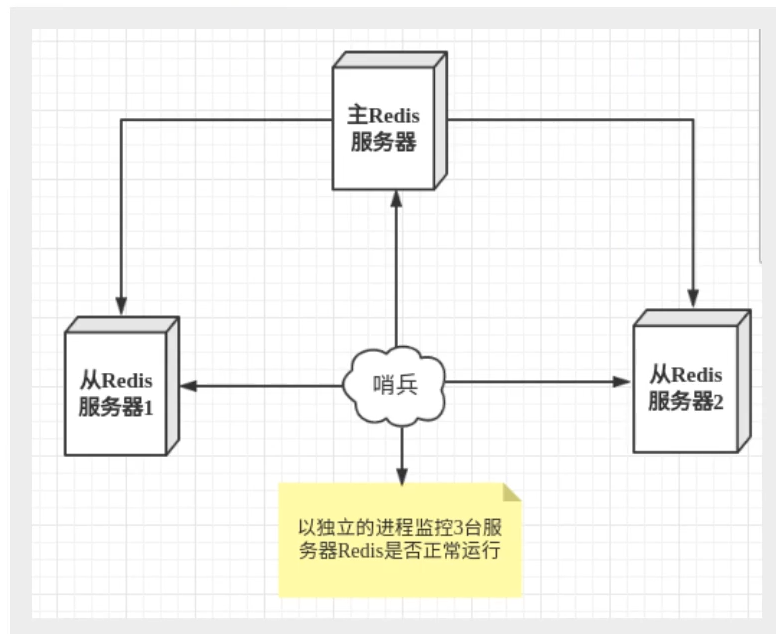 主Redis
服务器
从Redis
服务器1
哨兵
从Redis
服务器2
以独立的进程监控3台服
务器Redis是否正常运行